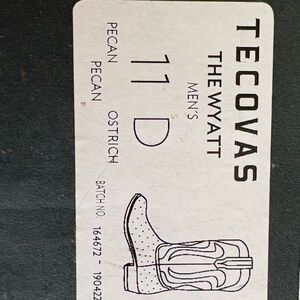 TECOVAS
THE WYATT
MEN'S
11 D
PECAN OSTRICH
PECAN
BATCH NO. 164672 - 190422